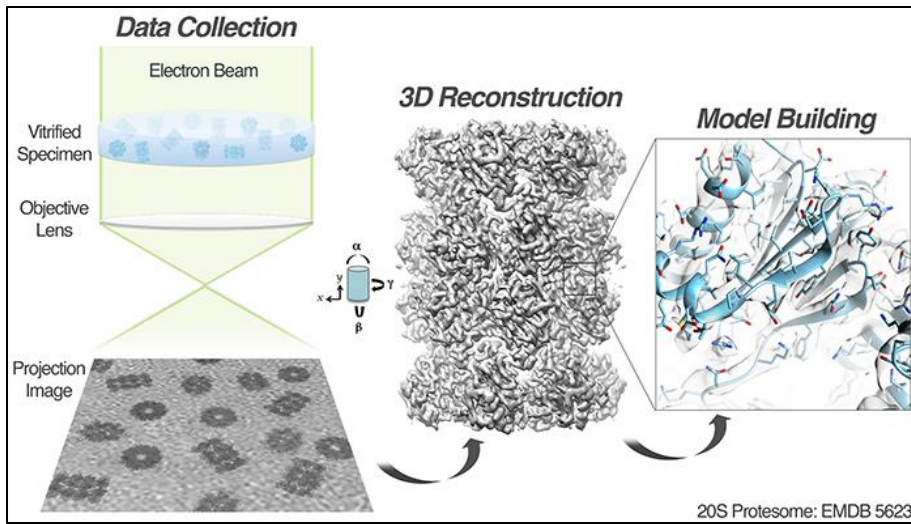 Data Collection
Electron Beam
Vitrified
Specimen
Objective
Lens
Projection
Image
α
y
x
γ
β
3D Reconstruction
Model Building
20S Protesome: EMDB 5623